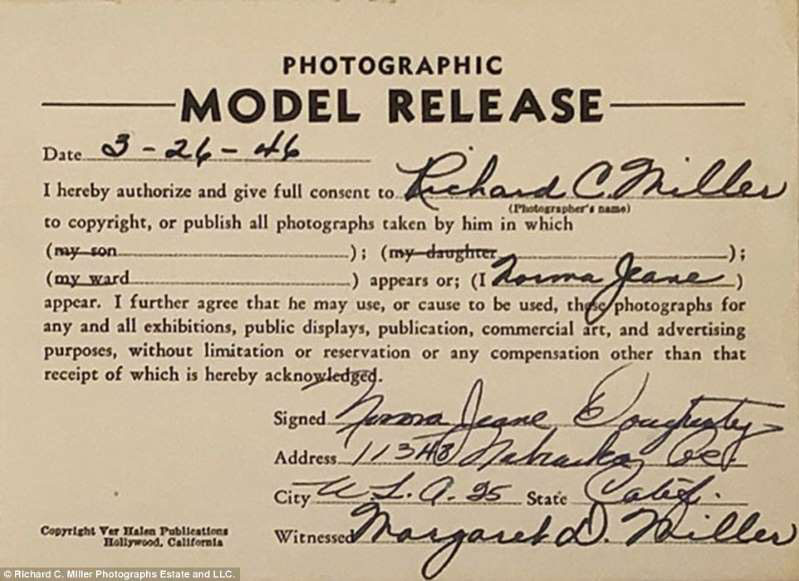 PHOTOGRAPHIC
MODEL RELEASE
Date 3-26-46
I hereby authorize and give full consent to Richard C. Miller
(Photographer's name)
to copyright, or publish all photographs taken by him in which
(my son ); (my daughter );
(my ward ) appears or; (I Norma Jeane )
appear. I further agree that he may use, or cause to be used, these photographs for
any and all exhibitions, public displays, publication, commercial art, and advertising
purposes, without limitation or reservation or any compensation other than that
receipt of which is hereby acknowledged.
Signed Norma Jeane Dougherty
Address 11348 Nebraska
City W.L.A. 25 State Calif.
Witnessed Margaret D. Miller
Copyright Ver Halen Publications
Hollywood, California
© Richard C. Miller Photographs Estate and LLC.